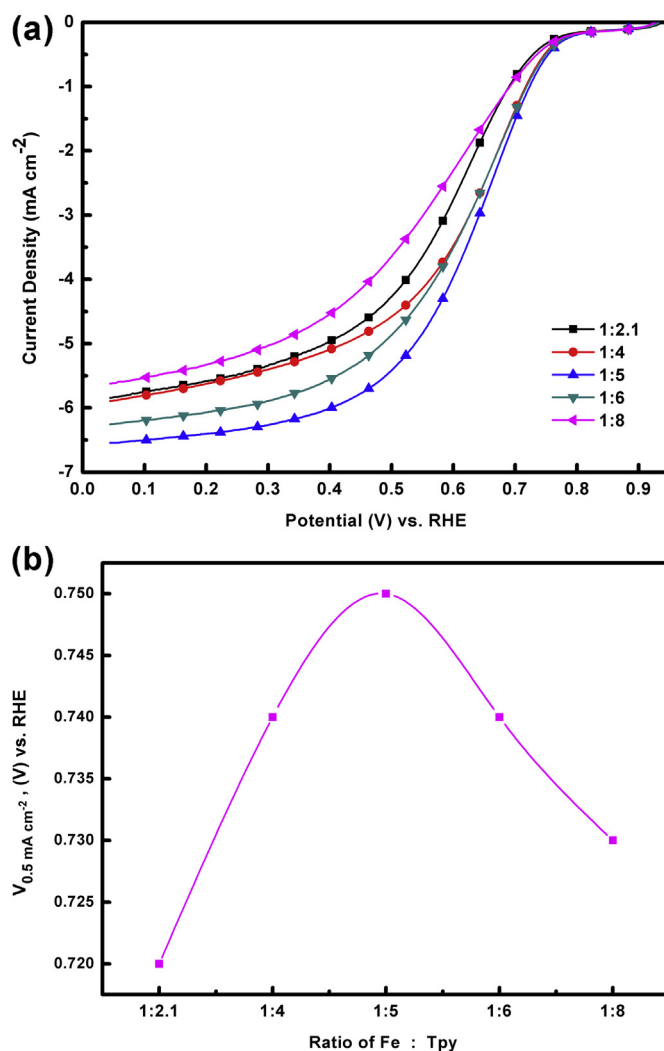 (a)
0
-1
-2
-3
-4
-5
-6
-7
Current Density (mA cm-2)
1:2.1
1:4
1:5
1:6
1:8
0.0 0.1 0.2 0.3 0.4 0.5 0.6 0.7 0.8 0.9
Potential (V) vs. RHE
(b)
0.750
0.745
0.740
0.735
0.730
0.725
0.720
V0.5 mA cm-2 , (V) vs. RHE
1:2.1 1:4 1:5 1:6 1:8
Ratio of Fe : Tpy